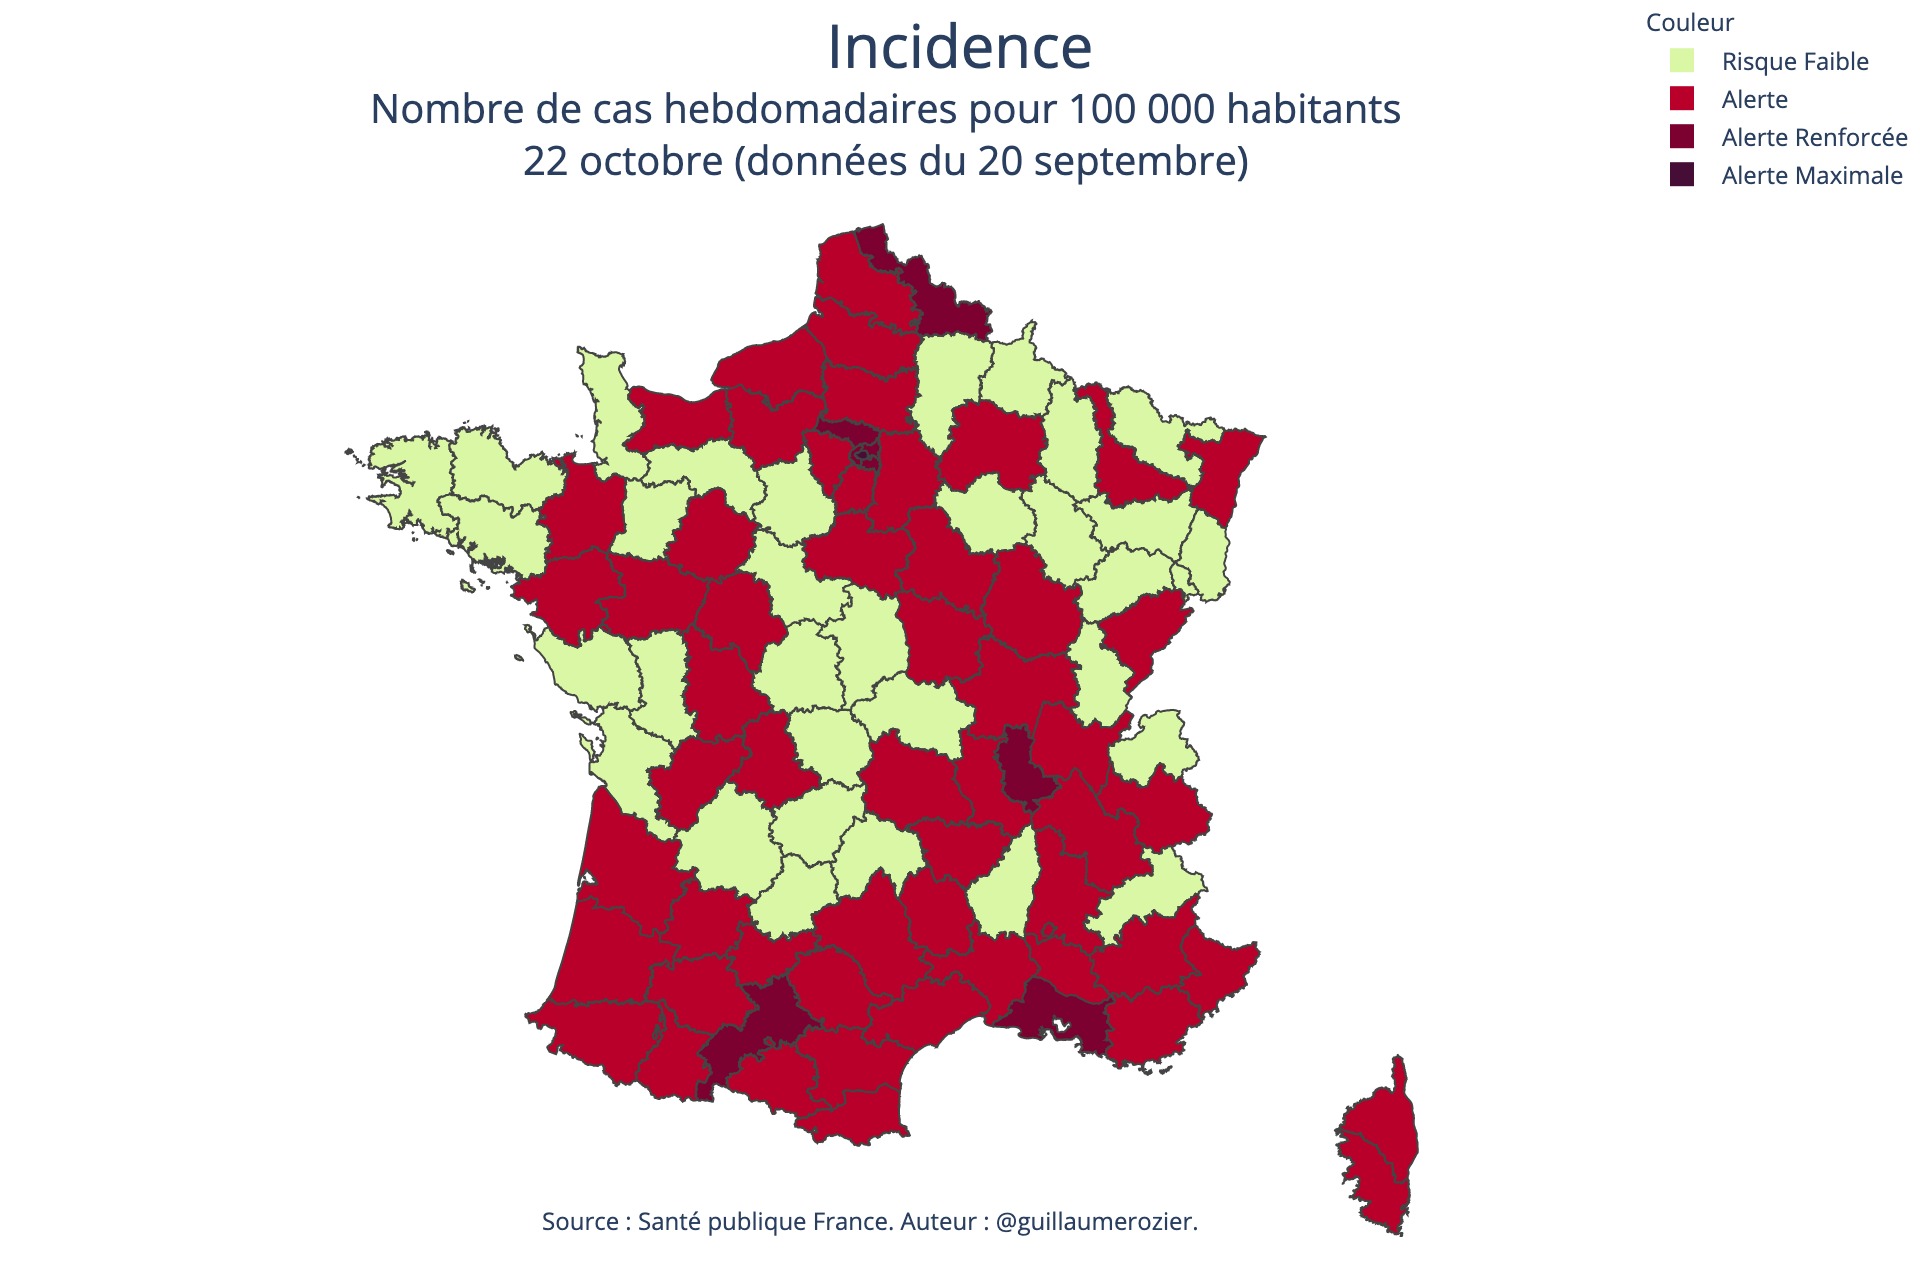 Incidence
Nombre de cas hebdomadaires pour 100 000 habitants
22 octobre (données du 20 septembre)
Couleur
Risque Faible
Alerte
Alerte Renforcée
Alerte Maximale
Source : Santé publique France. Auteur : @guillaumerozier.